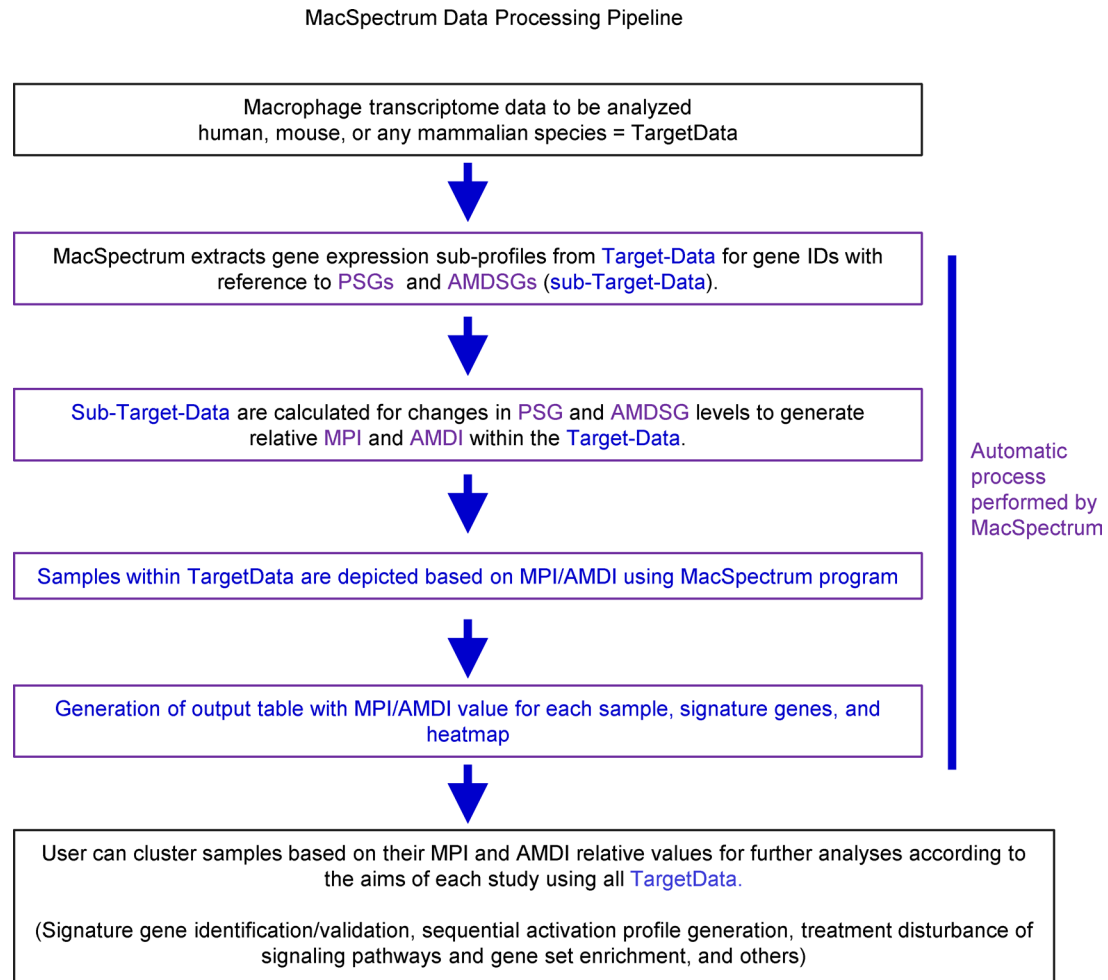 MacSpectrum Data Processing Pipeline
Macrophage transcriptome data to be analyzed
human, mouse, or any mammalian species = TargetData
MacSpectrum extracts gene expression sub-profiles from Target-Data for gene IDs with
reference to PSGs and AMDSGs (sub-Target-Data).
Sub-Target-Data are calculated for changes in PSG and AMDSG levels to generate
relative MPI and AMDI within the Target-Data.
Automatic
process
performed by
MacSpectrum
Samples within TargetData are depicted based on MPI/AMDI using MacSpectrum program
Generation of output table with MPI/AMDI value for each sample, signature genes, and
heatmap
User can cluster samples based on their MPI and AMDI relative values for further analyses according to
the aims of each study using all TargetData.
(Signature gene identification/validation, sequential activation profile generation, treatment disturbance of
signaling pathways and gene set enrichment, and others)